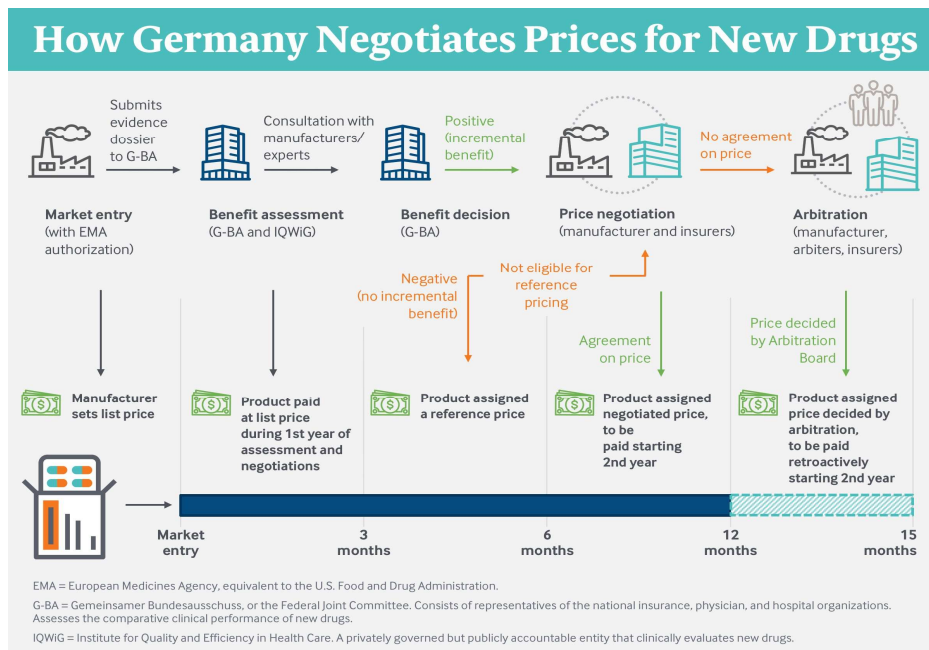 How Germany Negotiates Prices for New Drugs
Submits
evidence
dossier
to G-BA
Consultation with
manufacturers/
experts
Positive
(incremental
benefit)
No agreement
on price
Market entry
(with EMA
authorization)
Benefit assessment
(G-BA and IQWiG)
Benefit decision
(G-BA)
Price negotiation
(manufacturer and insurers)
Arbitration
(manufacturer,
arbiters, insurers)
Negative
(no incremental
benefit)
Not eligible for
reference
pricing
Agreement
on price
Price decided
by Arbitration
Board
Manufacturer
sets list price
Product paid
at list price
during 1st year of
assessment and
negotiations
Product assigned
a reference price
Product assigned
negotiated price,
to be
paid starting
2nd year
Product assigned
price decided by
arbitration,
to be paid
retroactively
starting 2nd year
Market
entry
3
months
6
months
12
months
15
months
EMA = European Medicines Agency, equivalent to the U.S. Food and Drug Administration.
G-BA = Gemeinsamer Bundesausschuss, or the Federal Joint Committee. Consists of representatives of the national insurance, physician, and hospital organizations.
Assesses the comparative clinical performance of new drugs.
IQWiG = Institute for Quality and Efficiency in Health Care. A privately governed but publicly accountable entity that clinically evaluates new drugs.